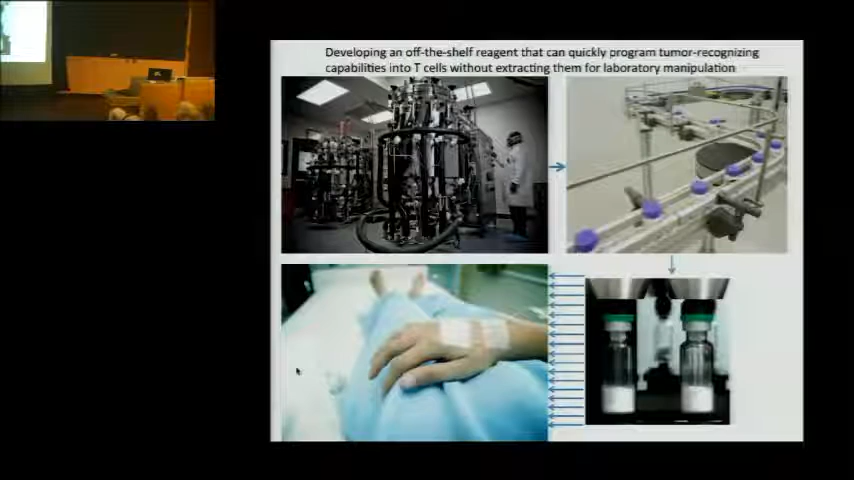 Developing an off-the-shelf reagent that can quickly program tumor-recognizing
capabilities into T cells without extracting them for laboratory manipulation